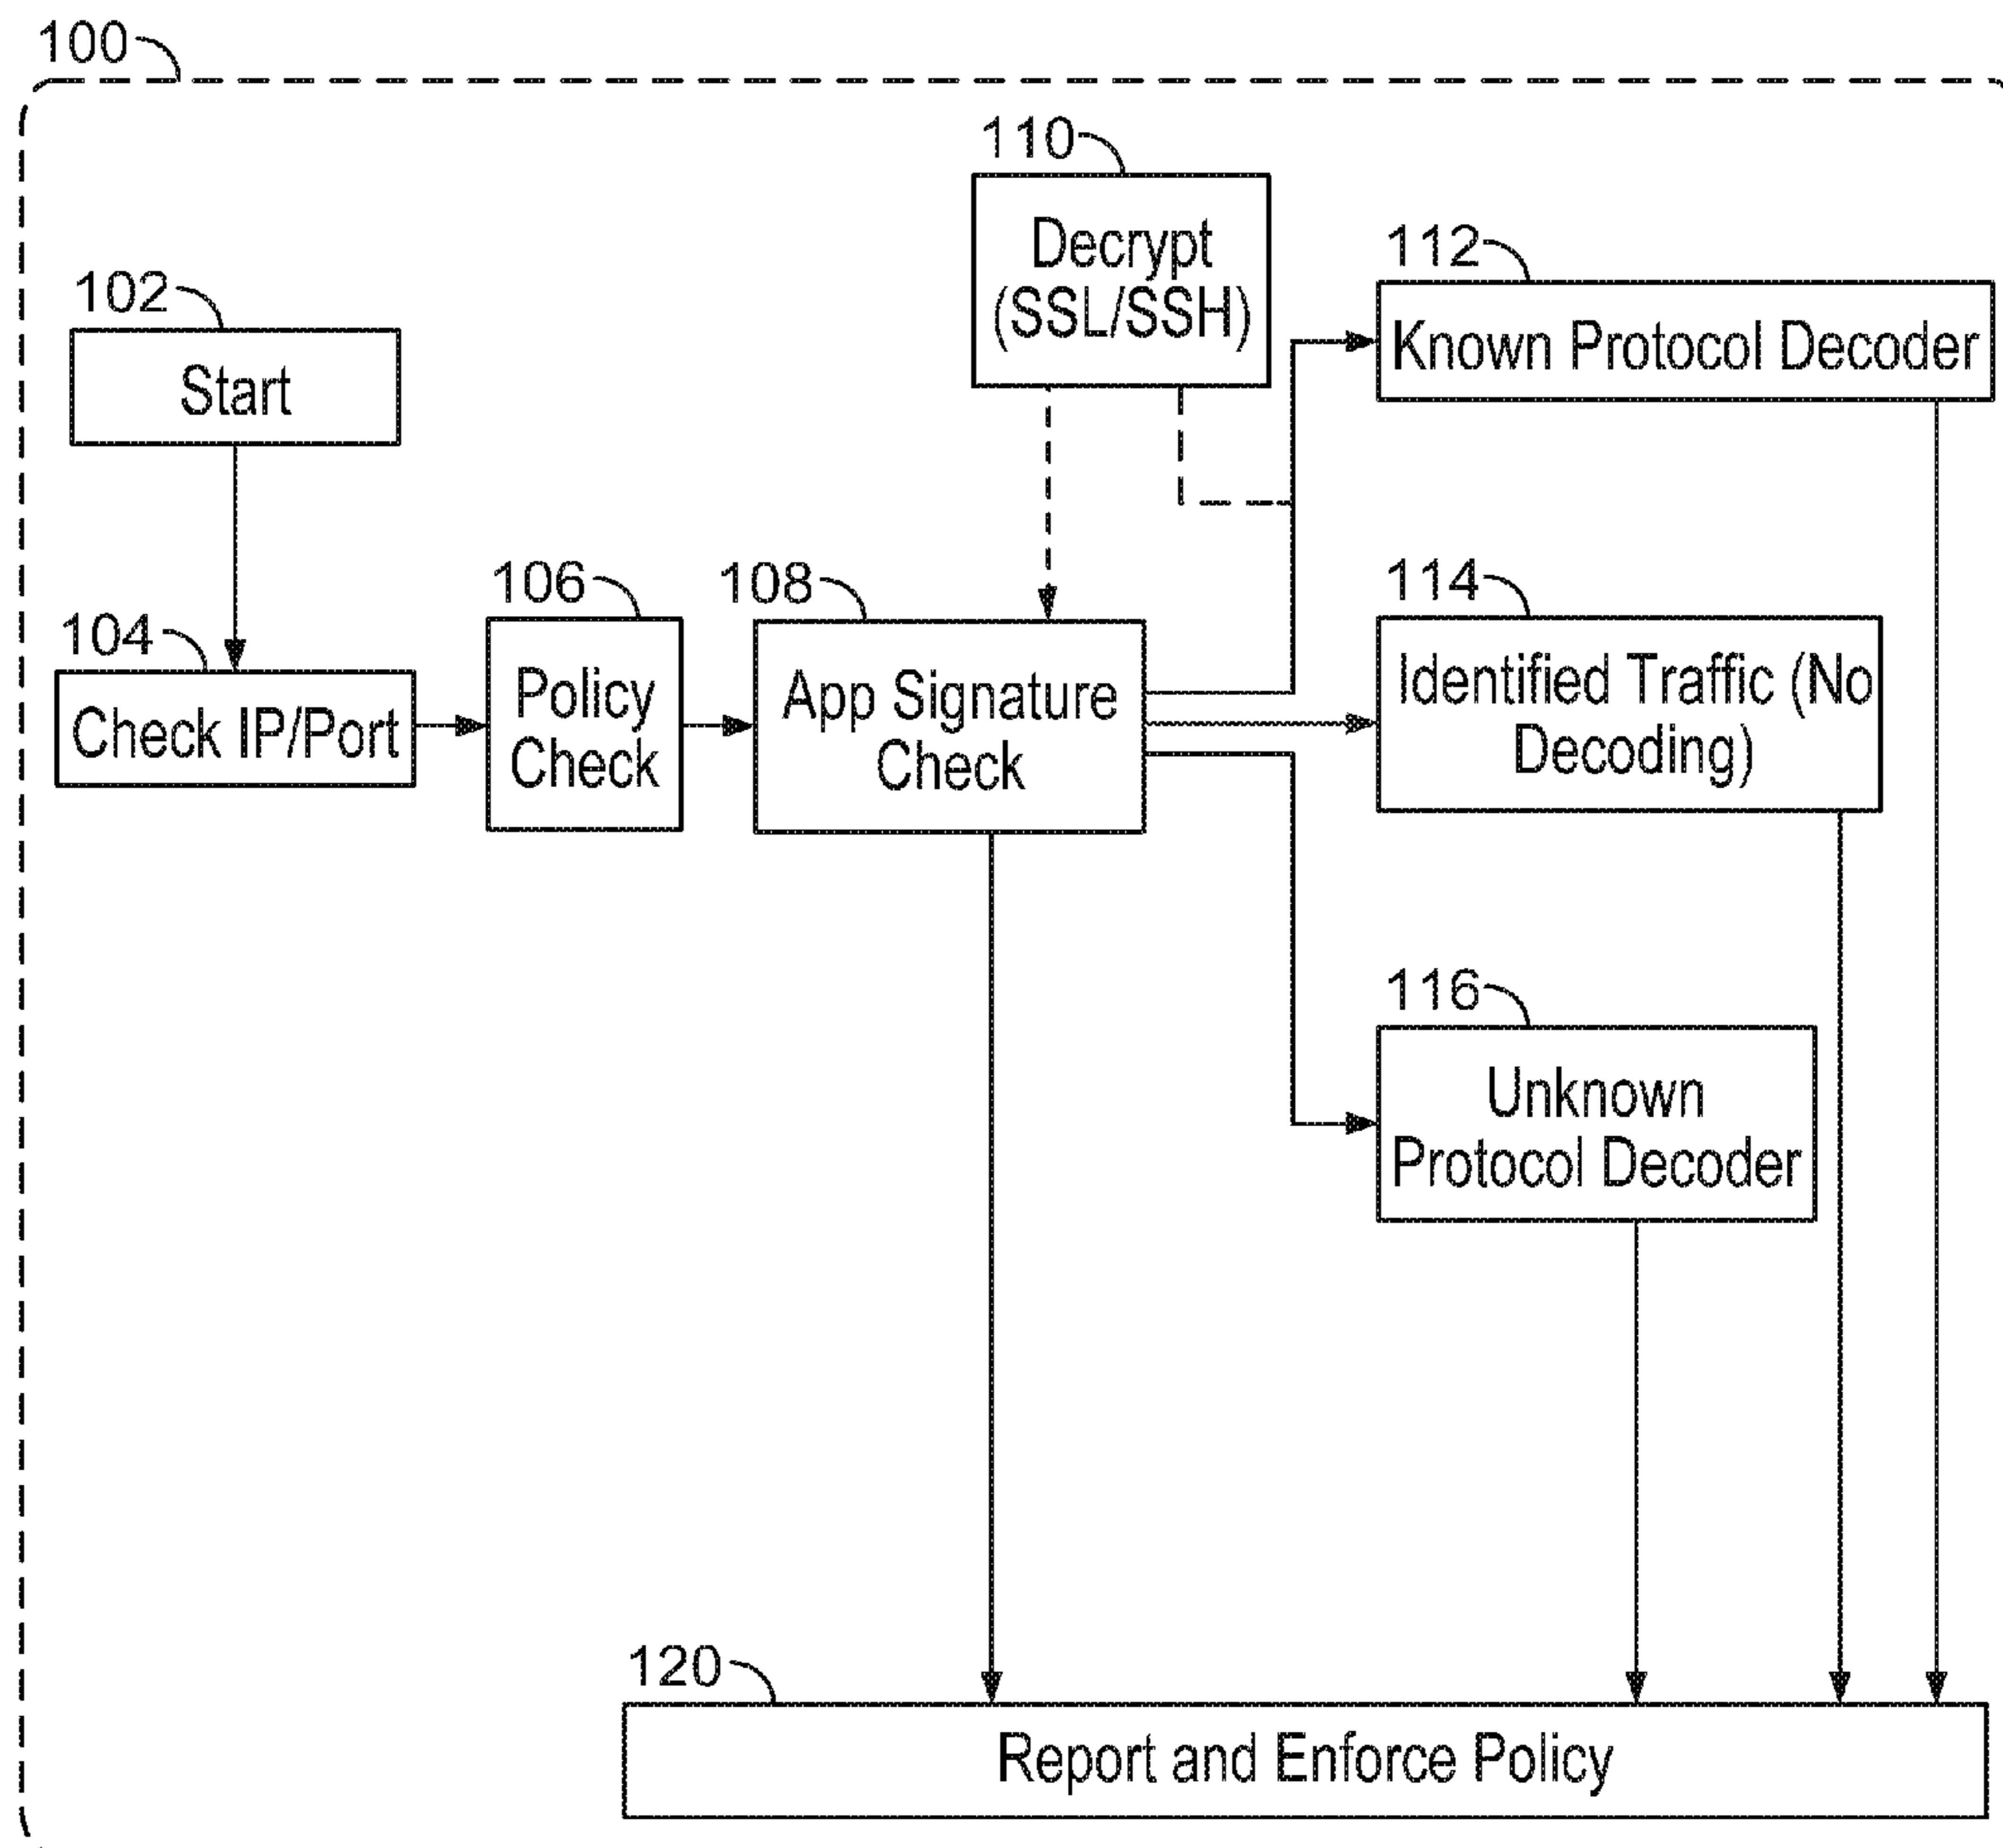 100
110
Decrypt
(SSL/SSH)
112
Known Protocol Decoder
102
Start
104
Check IP/Port
106
Policy
Check
108
App Signature
Check
114
Identified Traffic (No
Decoding)
116
Unknown
Protocol Decoder
120
Report and Enforce Policy